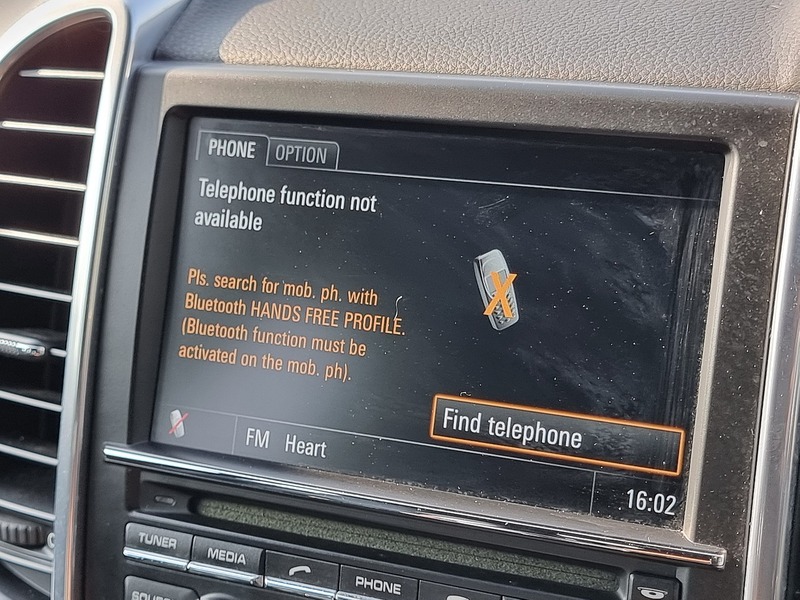 PHONE OPTION
Telephone function not
available
Pls. search for mob. ph. with
Bluetooth HANDS FREE PROFILE.
(Bluetooth function must be
activated on the mob. ph).
Find telephone
FM Heart
16:02
TUNER MEDIA PHONE